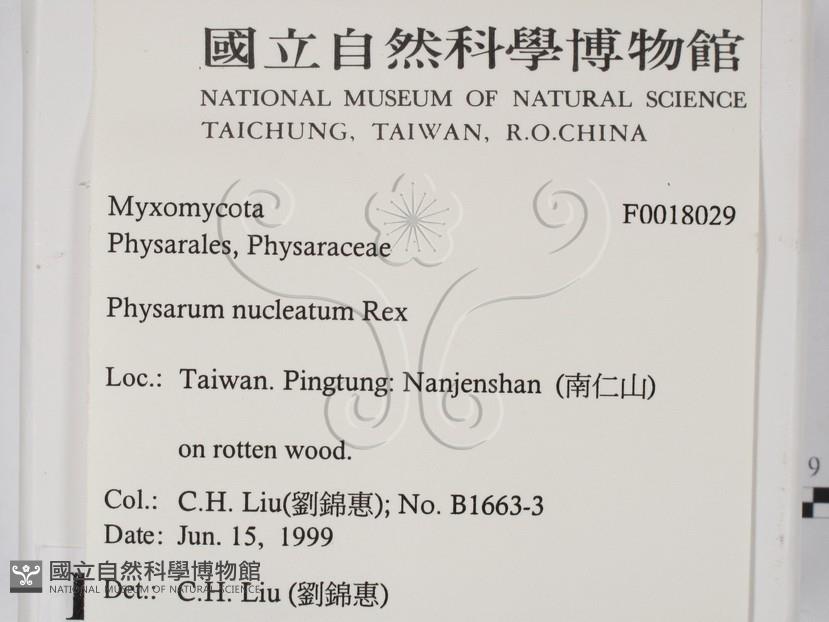 國立自然科學博物館
NATIONAL MUSEUM OF NATURAL SCIENCE
TAICHUNG, TAIWAN, R.O.CHINA
Myxomycota F0018029
Physarales, Physaraceae
Physarum nucleatum Rex
Loc.: Taiwan. Pingtung: Nanjenshan (南仁山)
on rotten wood.
9
Col.: C.H. Liu(劉錦惠); No. B1663-3
Date: Jun. 15, 1999
國立自然科學博物館
NATIONAL MUSEUM OF NATURAL SCIENCE
Det.: C.H. Liu (劉錦惠)